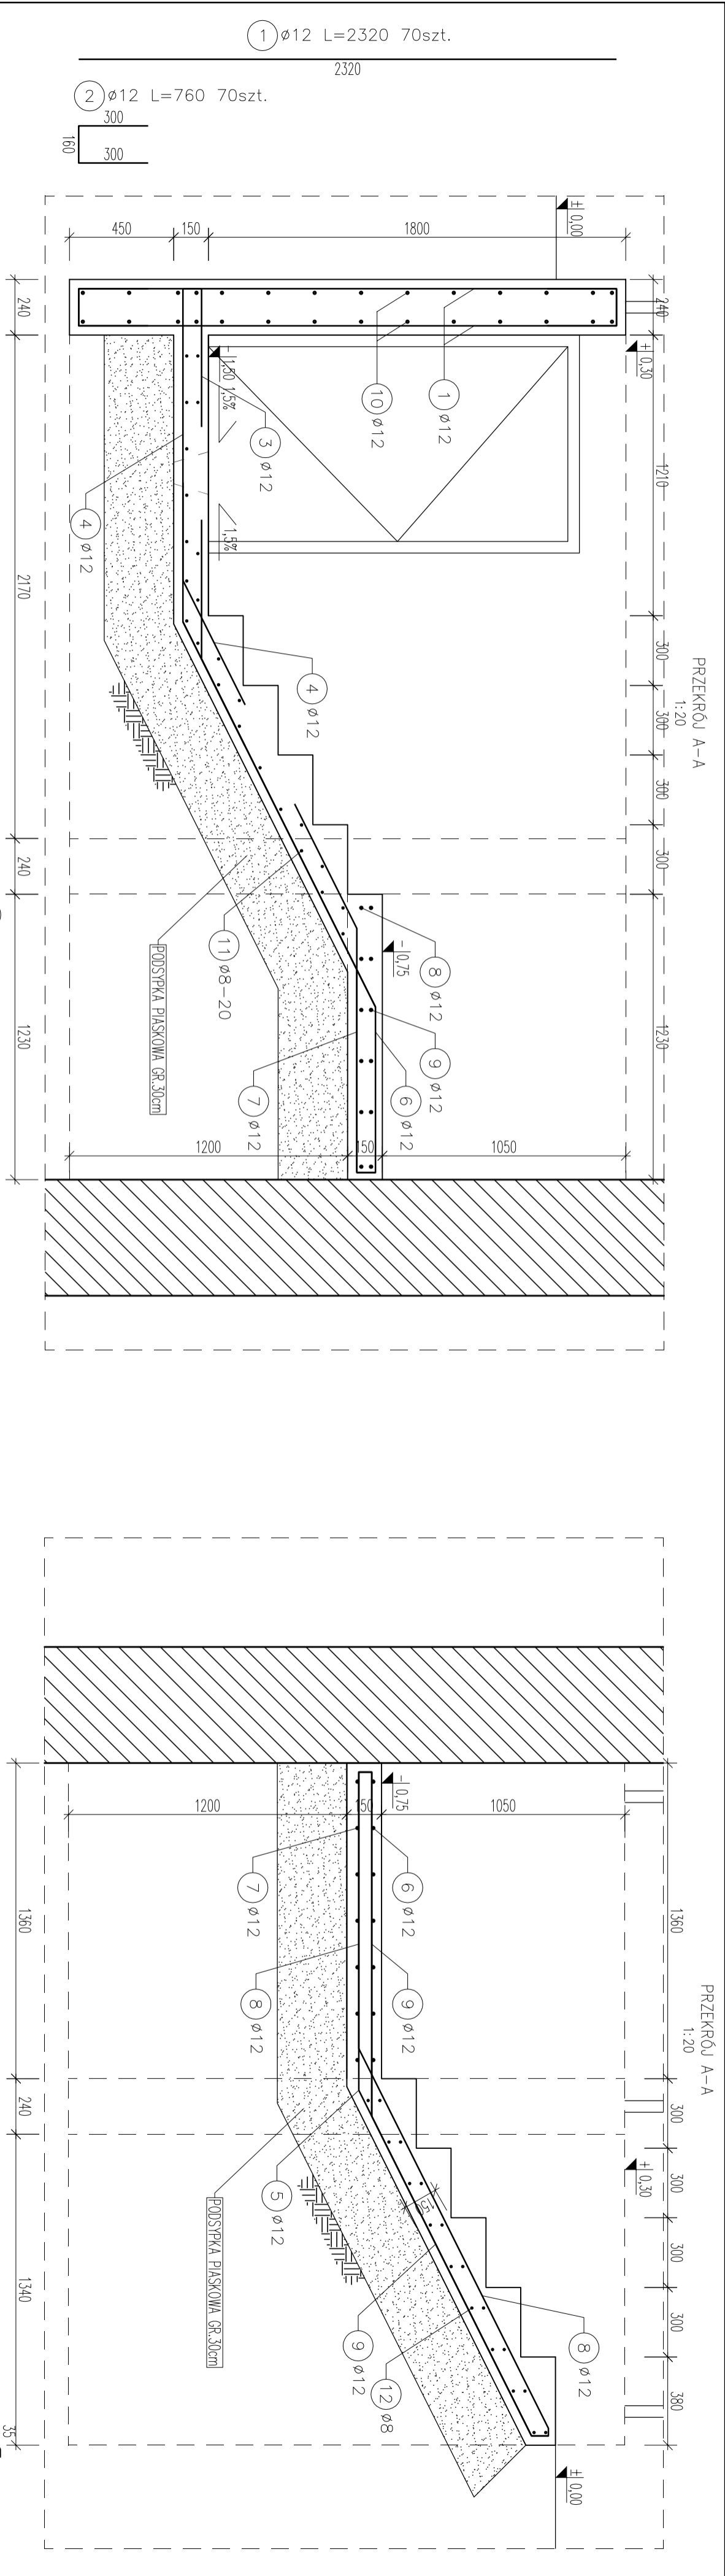 1 ø12 L=2320 70szt.
2320
2 ø12 L=760 70szt.
300
160
300
PRZEKRÓJ A-A
1:20
450
150
1800
± 0,00
240
240
+ 0,30
1210
300
300
300
300
1230
- 1,50 1,5%
1,5%
10 ø12
1 ø12
3 ø12
4 ø12
4 ø12
8 ø12
- 0,75
9 ø12
6 ø12
7 ø12
11 ø8-20
PODSYPKA PIASKOWA GR.30cm
2170
240
1230
1200
150
1050
PRZEKRÓJ A-A
1:20
1200
150
1050
- 0,75
1360
300
300
300
300
380
+ 0,30
± 0,00
6 ø12
7 ø12
9 ø12
8 ø12
5 ø12
8 ø12
9 ø12
12 ø8
PODSYPKA PIASKOWA GR.30cm
1360
240
1340
35